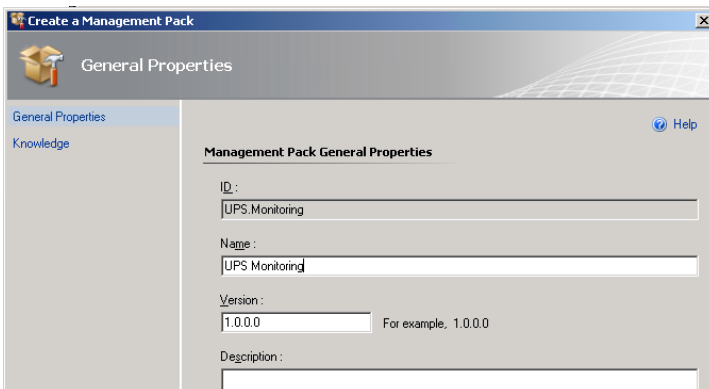 Create a Management Pack
General Properties
General Properties
Knowledge
Help
Management Pack General Properties
ID :
UPS.Monitoring
Name :
UPS Monitoring
Version :
1.0.0.0 For example, 1.0.0.0
Description :